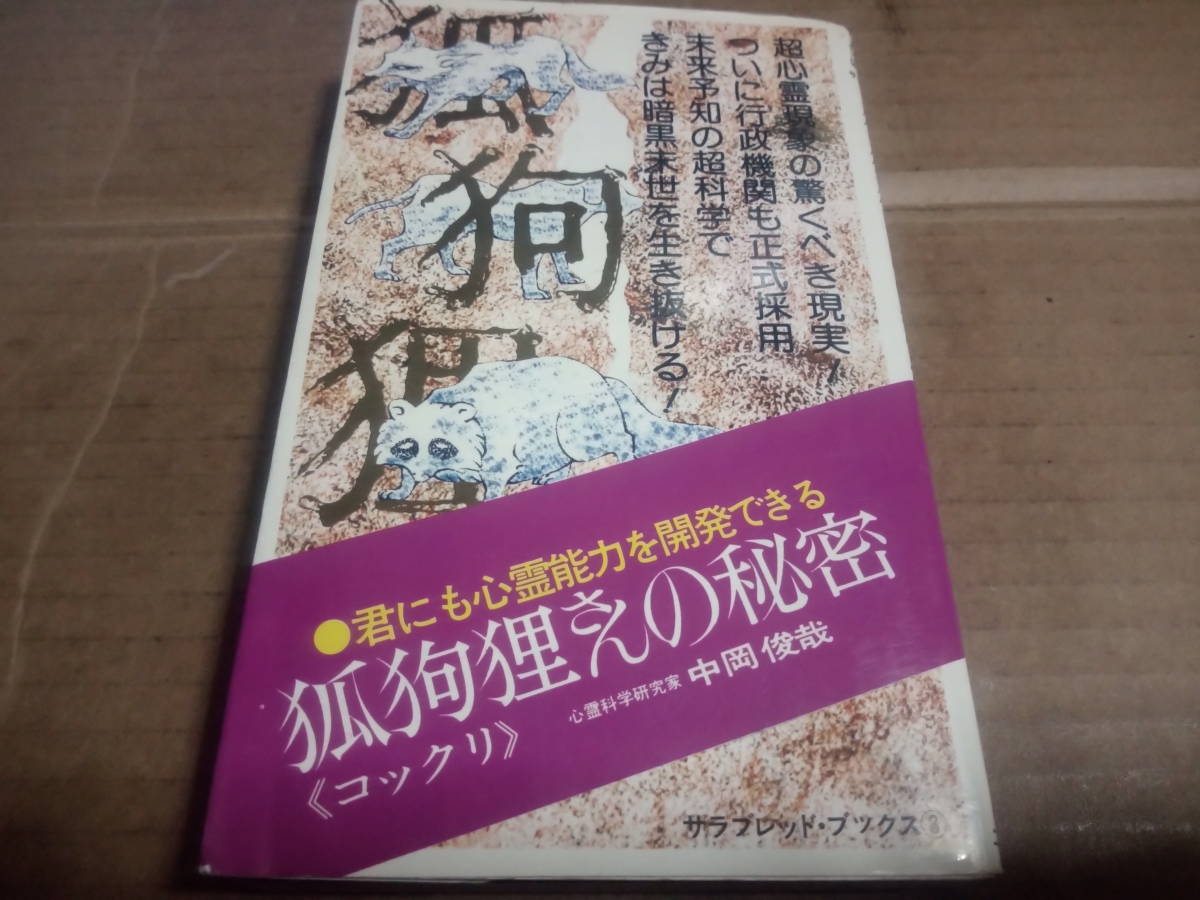 超心霊現象の驚くべき現実!
ついに行政機関も正式採用
未来予知の超科学で
きみは暗黒末世を生き抜ける!
狐
狗
狸
●君にも心霊能力を開発できる
狐狗狸さんの秘密
《コックリ》
心霊科学研究家 中岡俊哉
サラブレッド・ブックス